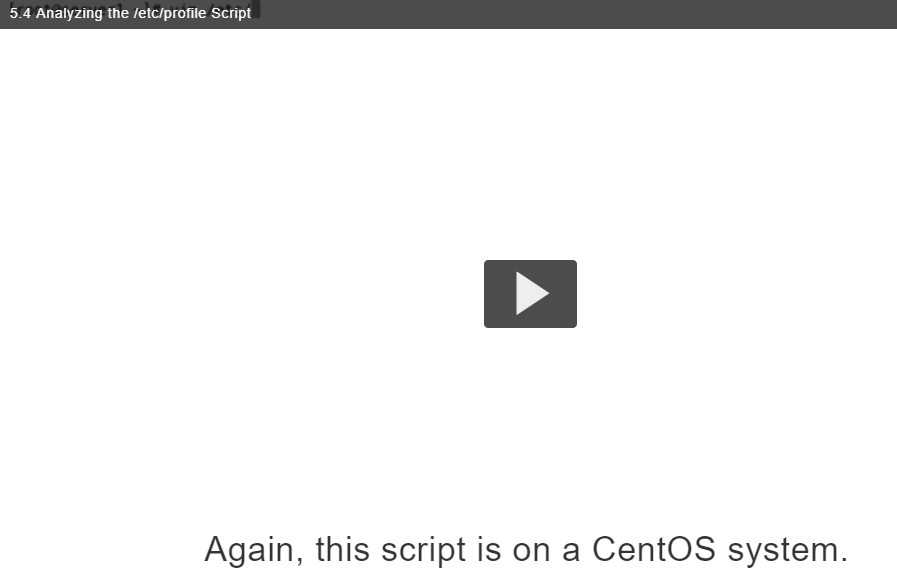 5.4 Analyzing the /etc/profile Script
Again, this script is on a CentOS system.